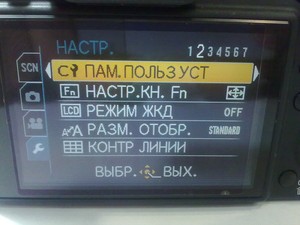 НАСТР. 1234567
SCN
C ПАМ.ПОЛЬЗ УСТ
Fn НАСТР.КН. Fn
LCD РЕЖИМ ЖКД OFF
AAA РАЗМ. ОТОБР. STANDARD
КОНТР ЛИНИИ
ВЫБР. ВЫХ.